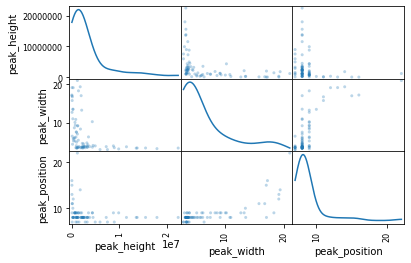 peak_height
20000000
10000000
0
peak_width
20
10
peak_position
20
10
0
1
2
1e7
10
20
10
20
peak_height
peak_width
peak_position